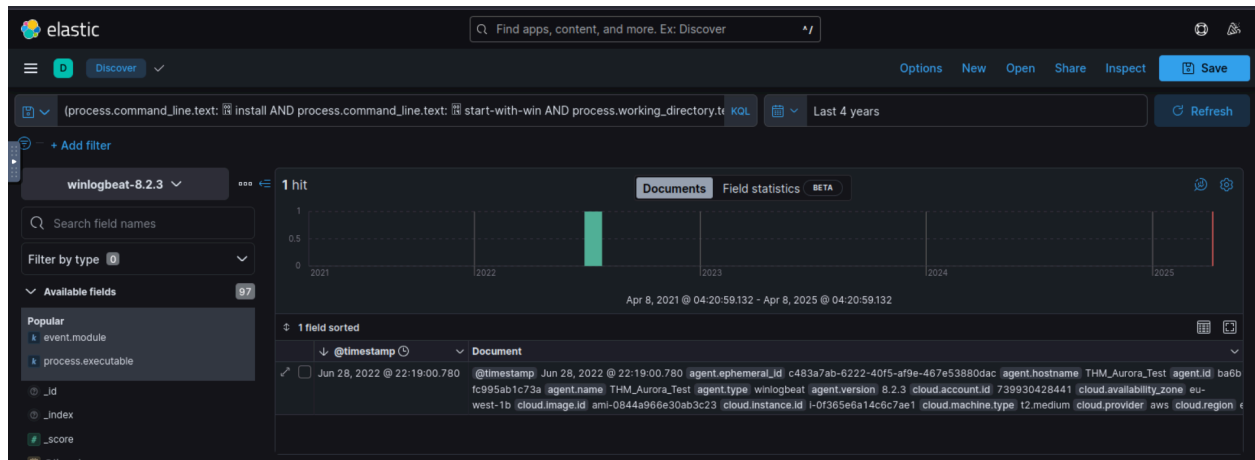 elastic
Find apps, content, and more. Ex: Discover ^/
D Discover Options New Open Share Inspect Save
(process.command_line.text: install AND process.command_line.text: start-with-win AND process.working_directory.te KQL Last 4 years Refresh
+ Add filter
winlogbeat-8.2.3
1 hit
Documents Field statistics BETA
Search field names
Filter by type 0
Available fields 97
Popular
k event.module
k process.executable
_id
_index
# _score
1
0.5
0
2021 2022 2023 2024 2025
Apr 8, 2021 @ 04:20:59.132 - Apr 8, 2025 @ 04:20:59.132
1 field sorted
@timestamp Document
Jun 28, 2022 @ 22:19:00.780 @timestamp Jun 28, 2022 @ 22:19:00.780 agent.ephemeral_id c483a7ab-6222-40f5-af9e-467e53880dac agent.hostname THM_Aurora_Test agent.id ba6b
fc995ab1c73a agent.name THM_Aurora_Test agent.type winlogbeat agent.version 8.2.3 cloud.account.id 739930428441 cloud.availability_zone eu-
west-1b cloud.image.id ami-0844a966e30ab3c23 cloud.instance.id i-0f365e6a14c6c7ae1 cloud.machine.type t2.medium cloud.provider aws cloud.region e